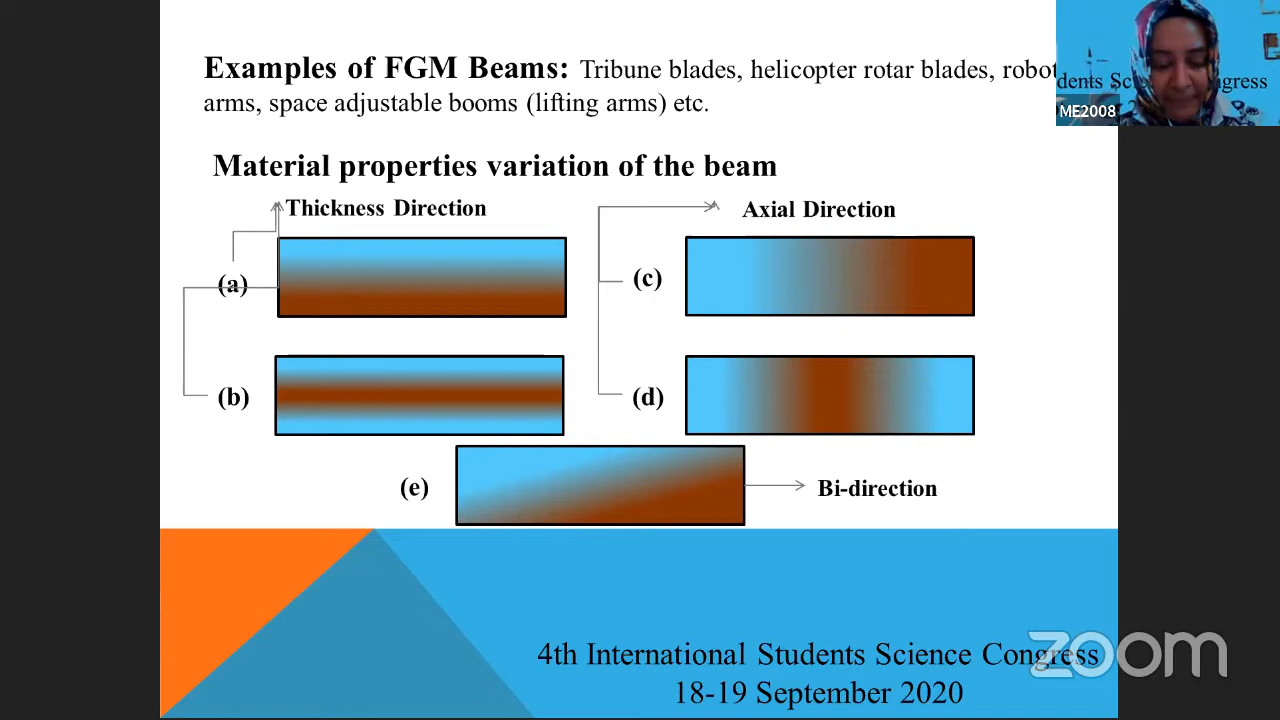 Examples of FGM Beams: Tribune blades, helicopter rotar blades, robot
arms, space adjustable booms (lifting arms) etc.
dents Sc
gress
ME2008
Material properties variation of the beam
Thickness Direction
Axial Direction
(a)
(c)
(b)
(d)
(e)
Bi-direction
4th International Students Science Congress
18-19 September 2020
zoom